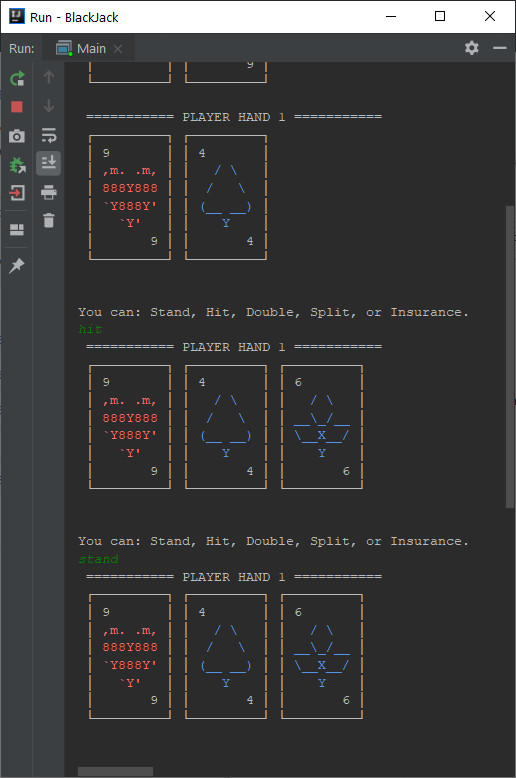 Run - BlackJack
Run: Main
9
=========== PLAYER HAND 1 ===========
9 4
,m. .m, / \
888Y888 /   \
`Y888Y' (__ __)
`Y' Y
9 4
You can: Stand, Hit, Double, Split, or Insurance.
hit
=========== PLAYER HAND 1 ===========
9 4 6
,m. .m, / \ / \
888Y888 /   \ __\_/__
`Y888Y' (__ __) \__X__/
`Y' Y Y
9 4 6
You can: Stand, Hit, Double, Split, or Insurance.
stand
=========== PLAYER HAND 1 ===========
9 4 6
,m. .m, / \ / \
888Y888 /   \ __\_/__
`Y888Y' (__ __) \__X__/
`Y' Y Y
9 4 6